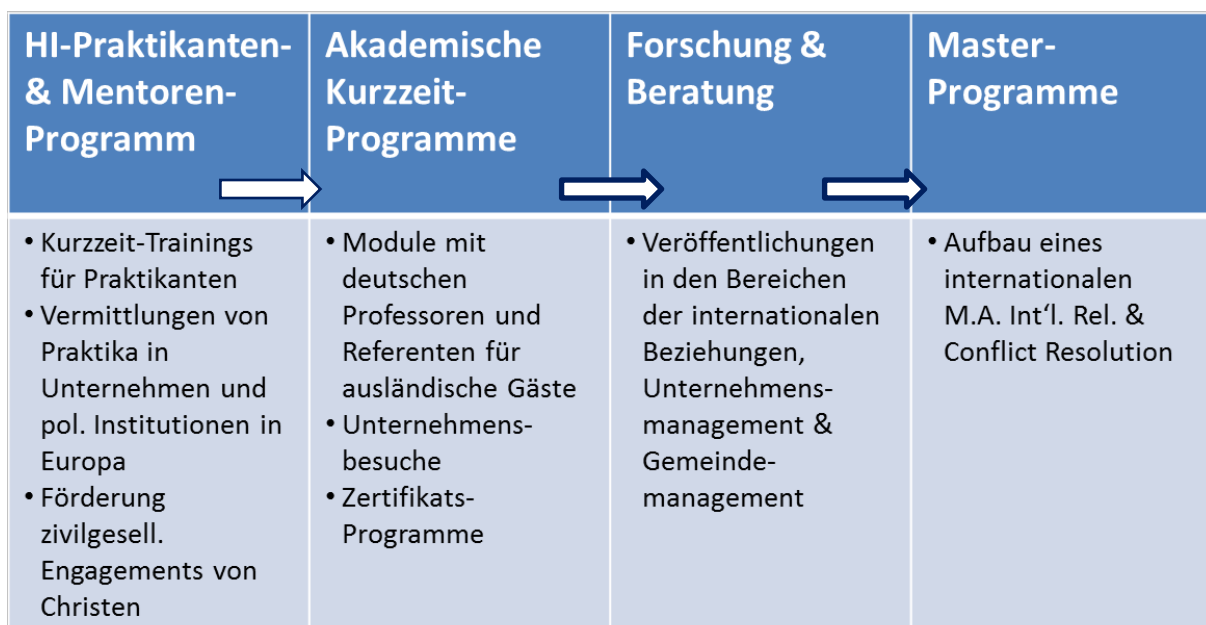 HI-Praktikanten-
& Mentoren-
Programm
Akademische
Kurzzeit-
Programme
Forschung &
Beratung
Master-
Programme
• Kurzzeit-Trainings
für Praktikanten
• Vermittlungen von
Praktika in
Unternehmen und
pol. Institutionen in
Europa
• Förderung
zivilgesell.
Engagements von
Christen
• Module mit
deutschen
Professoren und
Referenten für
ausländische Gäste
• Unternehmens-
besuche
• Zertifikats-
Programme
• Veröffentlichungen
in den Bereichen
der internationalen
Beziehungen,
Unternehmens-
management &
Gemeinde-
management
• Aufbau eines
internationalen
M.A. Int‘l. Rel. &
Conflict Resolution